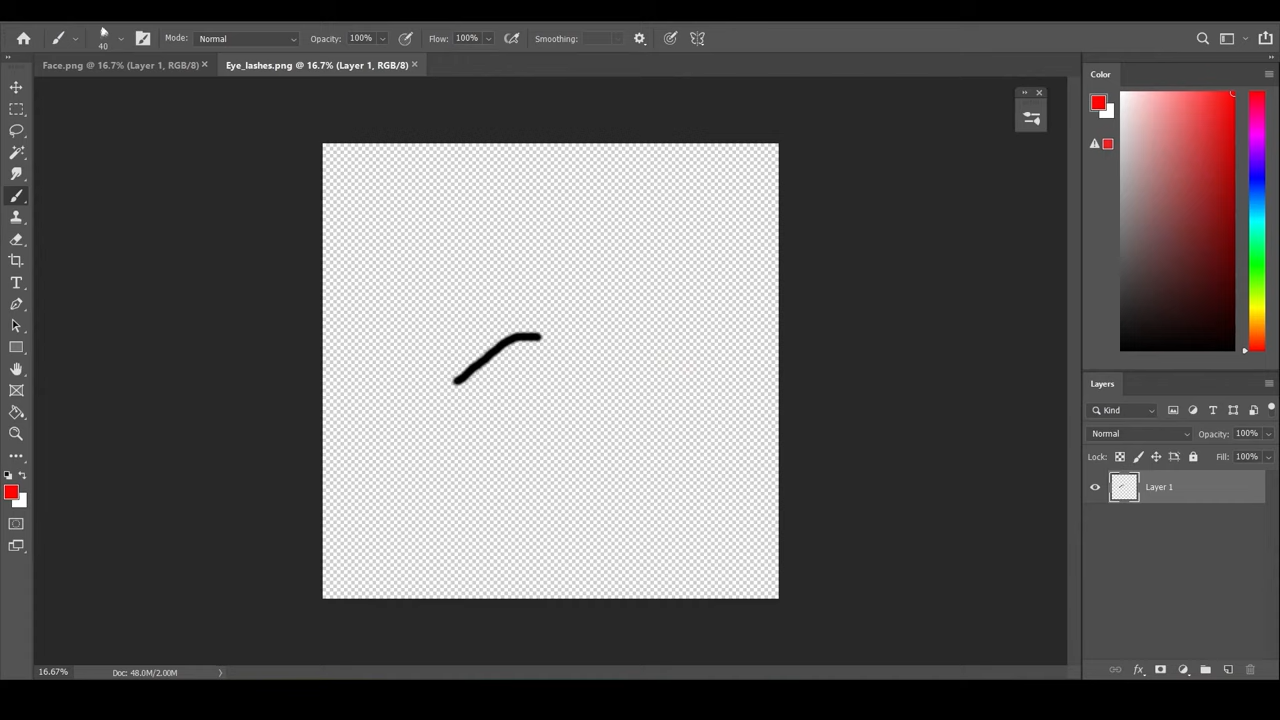 40
Mode: Normal Opacity: 100% Flow: 100% Smoothing:
Face.png @ 16.7% (Layer 1, RGB/8) Eye_lashes.png @ 16.7% (Layer 1, RGB/8)
Color
Layers
Kind
Normal Opacity: 100%
Lock: Fill: 100%
Layer 1
16.67% Doc: 48.0M/2.00M